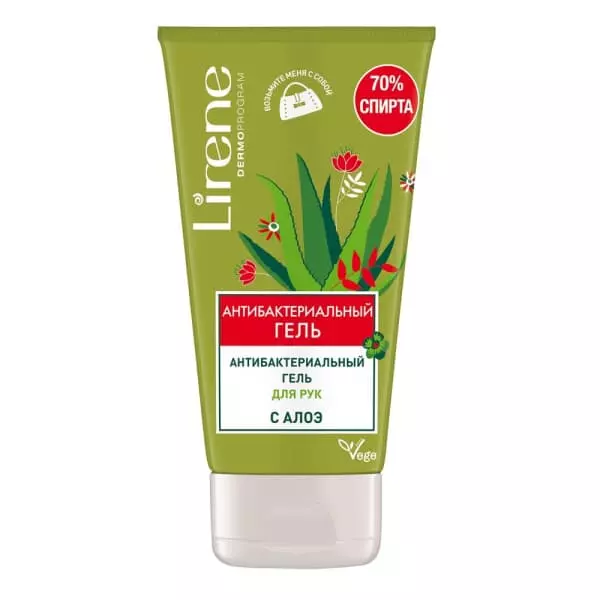 Lirene
DERMOPROGRAM
ВОЗЬМИТЕ МЕНЯ С СОБОЙ
70%
СПИРТА
АНТИБАКТЕРИАЛЬНЫЙ
ГЕЛЬ
АНТИБАКТЕРИАЛЬНЫЙ
ГЕЛЬ
ДЛЯ РУК
С АЛОЭ
Vege